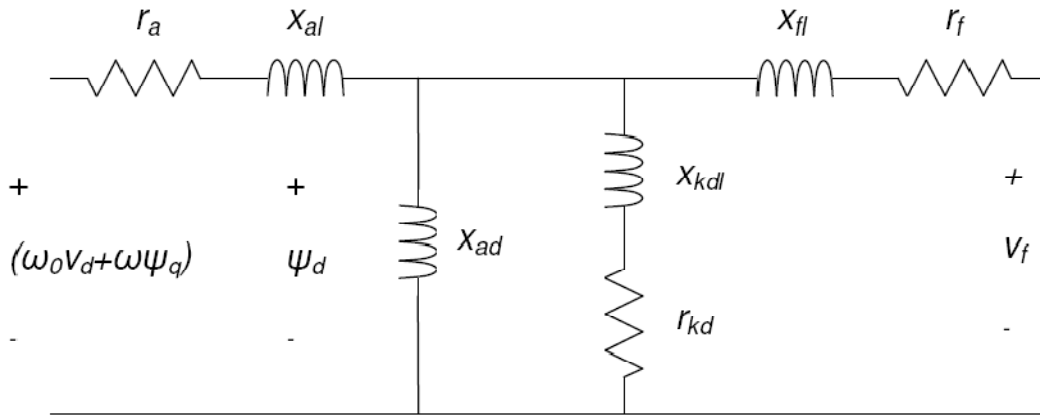 r_a x_al x_fl r_f
+ + x_kdl +
(ω_0v_d+ωψ_q) ψ_d x_ad v_f
- - r_kd -